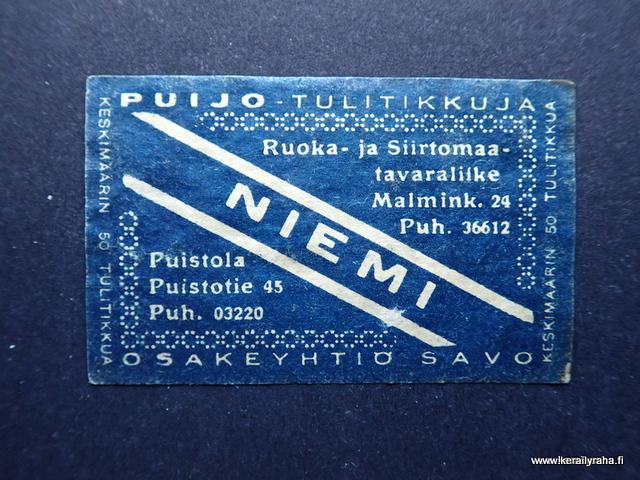 PUIJO-TULITIKKUJA
KESKIMÄÄRIN 50 TULITIKKUA
Ruoka- ja Siirtomaa-
tavaraliike
Malmink. 24
Puh. 36612
NIEMI
Puistola
Puistotie 45
Puh. 03220
KESKIMÄÄRIN 50 TULITIKKUA
OSAKEYHTIÖ SAVO
www.kerailyraha.fi